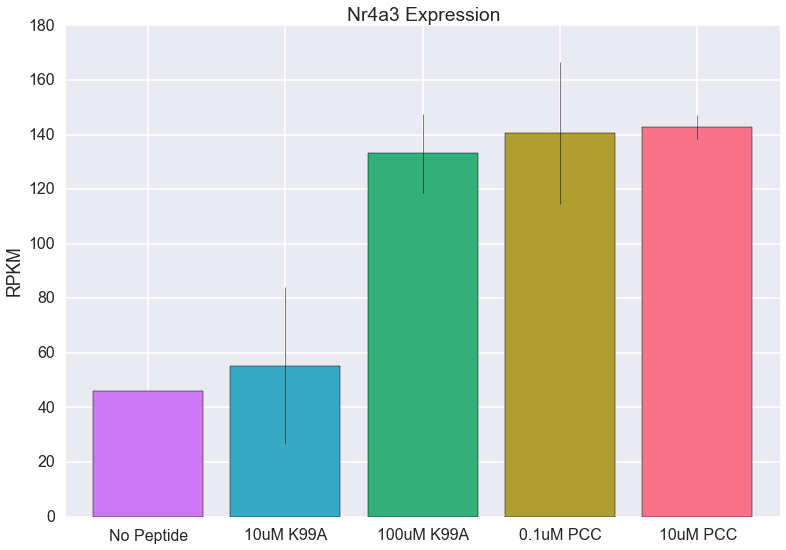 Nr4a3 Expression
RPKM
180
160
140
120
100
80
60
40
20
0
No Peptide
10uM K99A
100uM K99A
0.1uM PCC
10uM PCC